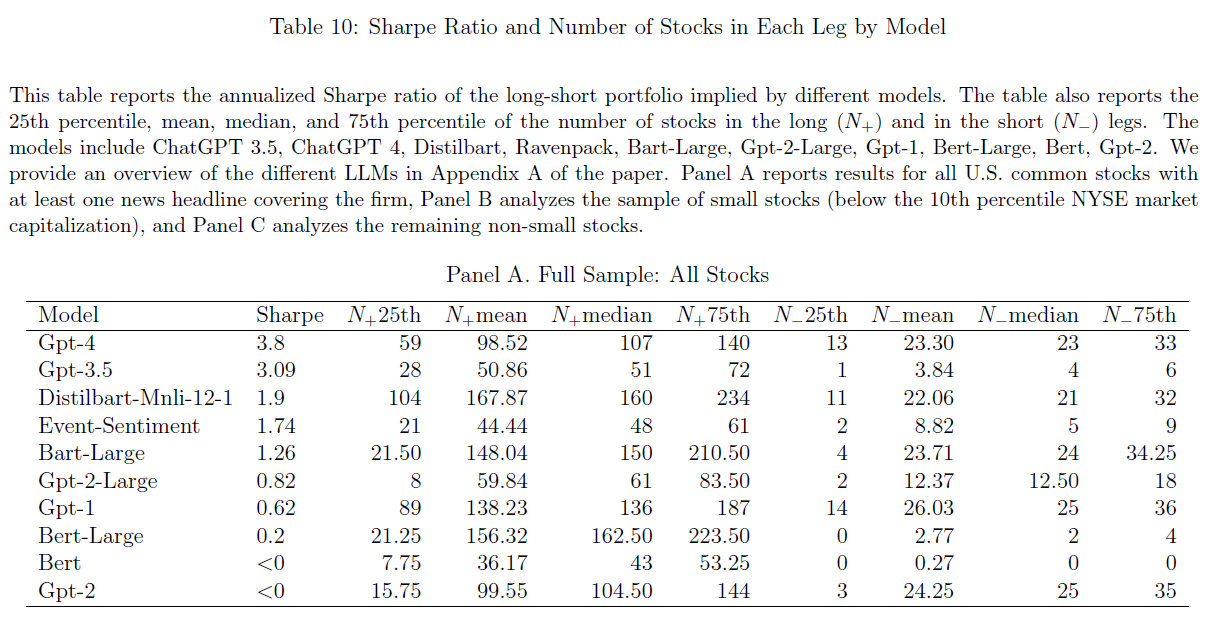 Table 10: Sharpe Ratio and Number of Stocks in Each Leg by Model
This table reports the annualized Sharpe ratio of the long-short portfolio implied by different models. The table also reports the
25th percentile, mean, median, and 75th percentile of the number of stocks in the long (N+) and in the short (N−) legs. The
models include ChatGPT 3.5, ChatGPT 4, Distilbart, Ravenpack, Bart-Large, Gpt-2-Large, Gpt-1, Bert-Large, Bert, Gpt-2. We
provide an overview of the different LLMs in Appendix A of the paper. Panel A reports results for all U.S. common stocks with
at least one news headline covering the firm, Panel B analyzes the sample of small stocks (below the 10th percentile NYSE market
capitalization), and Panel C analyzes the remaining non-small stocks.
Panel A. Full Sample: All Stocks
Model Sharpe N+25th N+mean N+median N+75th N−25th N−mean N−median N−75th
Gpt-4 3.8 59 98.52 107 140 13 23.30 23 33
Gpt-3.5 3.09 28 50.86 51 72 1 3.84 4 6
Distilbart-Mnli-12-1 1.9 104 167.87 160 234 11 22.06 21 32
Event-Sentiment 1.74 21 44.44 48 61 2 8.82 5 9
Bart-Large 1.26 21.50 148.04 150 210.50 4 23.71 24 34.25
Gpt-2-Large 0.82 8 59.84 61 83.50 2 12.37 12.50 18
Gpt-1 0.62 89 138.23 136 187 14 26.03 25 36
Bert-Large 0.2 21.25 156.32 162.50 223.50 0 2.77 2 4
Bert <0 7.75 36.17 43 53.25 0 0.27 0 0
Gpt-2 <0 15.75 99.55 104.50 144 3 24.25 25 35